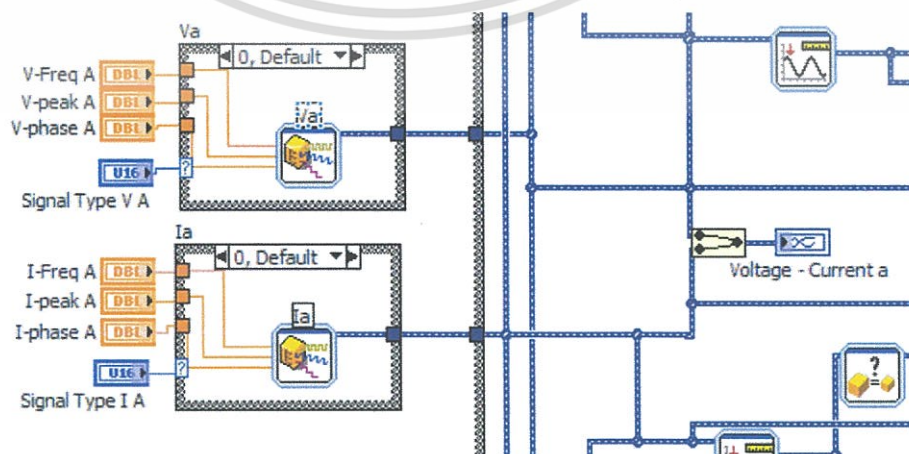 Va
0, Default
V-Freq A DBL
V-peak A DBL
V-phase A DBL
Va
?
U16
Signal Type V A
Ia
0, Default
I-Freq A DBL
I-peak A DBL
I-phase A DBL
Ia
?
U16
Signal Type I A
Voltage - Current a
?
=